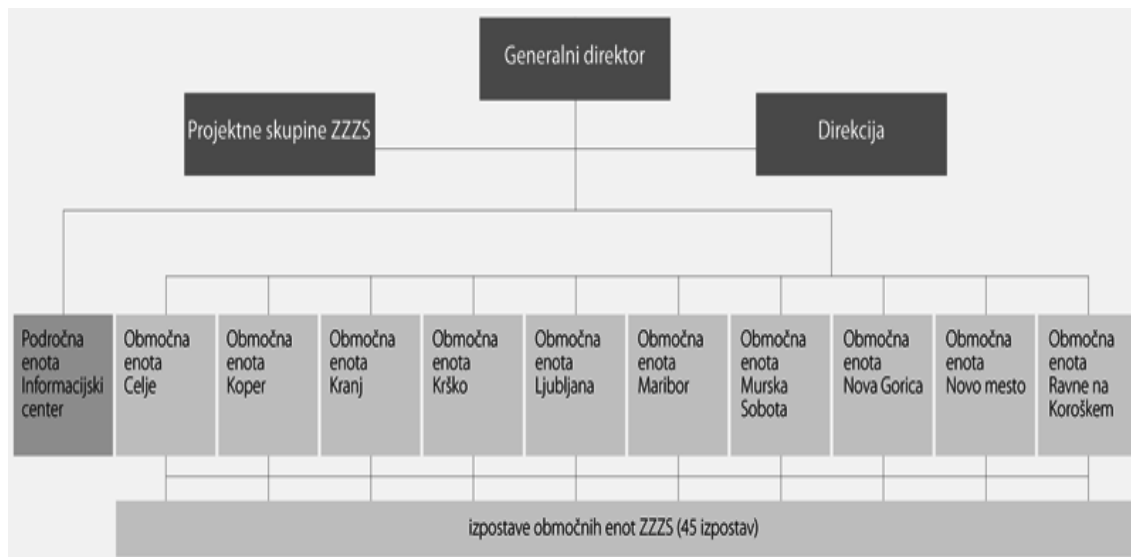 Generalni direktor
Projektne skupine ZZZS
Direkcija
Področna
enota
Informacijski
center
Območna
enota
Celje
Območna
enota
Koper
Območna
enota
Kranj
Območna
enota
Krško
Območna
enota
Ljubljana
Območna
enota
Maribor
Območna
enota
Murska
Sobota
Območna
enota
Nova Gorica
Območna
enota
Novo mesto
Območna
enota
Ravne na
Koroškem
izpostave območnih enot ZZZS (45 izpostav)